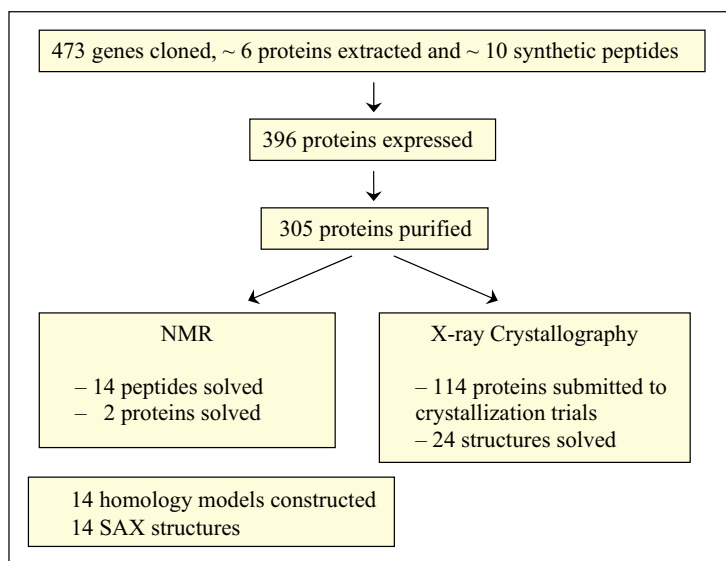 473 genes cloned, ~ 6 proteins extracted and ~ 10 synthetic peptides
396 proteins expressed
305 proteins purified
NMR
– 14 peptides solved
– 2 proteins solved
X-ray Crystallography
– 114 proteins submitted to
crystallization trials
– 24 structures solved
14 homology models constructed
14 SAX structures